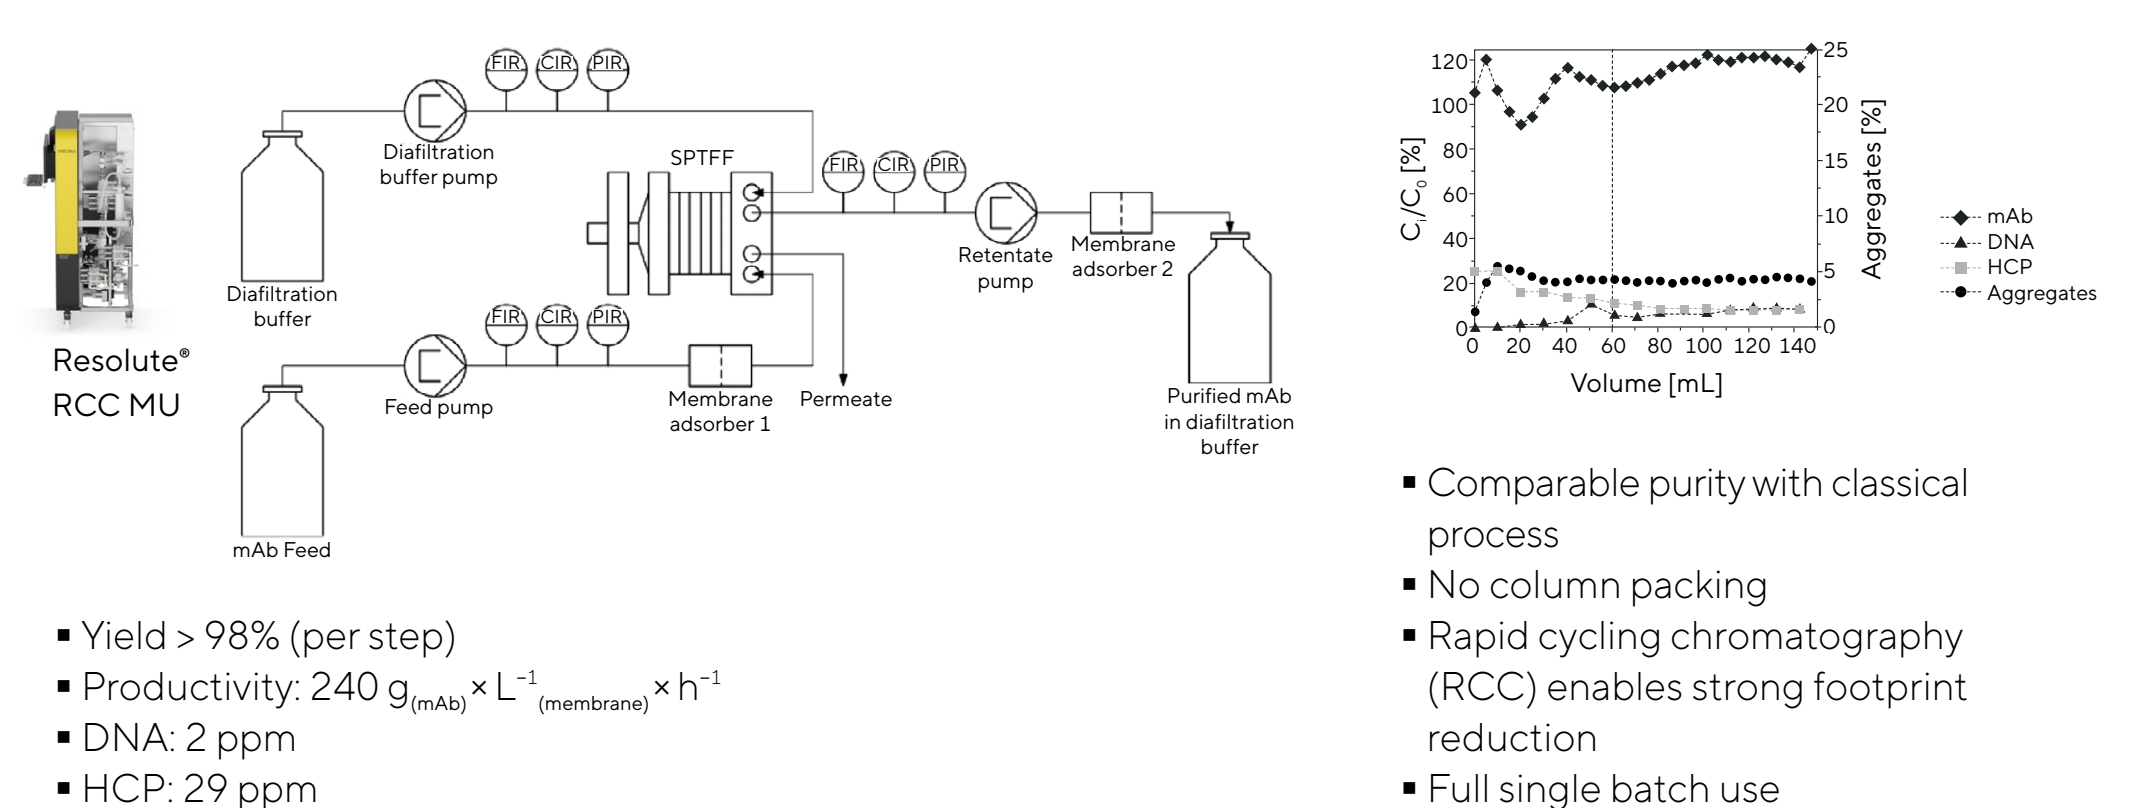 FIR CIR PIR
Diafiltration
buffer pump
SPTFF
FIR CIR PIR
Diafiltration
buffer
Retentate
pump
Membrane
adsorber 2
FIR CIR PIR
Resolute®
RCC MU
Feed pump
Membrane
adsorber 1
Permeate
Purified mAb
in diafiltration
buffer
mAb Feed
▪ Yield > 98% (per step)
▪ Productivity: 240 g(mAb) × L⁻¹(membrane) × h⁻¹
▪ DNA: 2 ppm
▪ HCP: 29 ppm
Ci/C0 [%]
120
100
80
60
40
20
0
25
20
15
10
5
0
Aggregates [%]
0 20 40 60 80 100 120 140
Volume [mL]
mAb
DNA
HCP
Aggregates
▪ Comparable purity with classical
process
▪ No column packing
▪ Rapid cycling chromatography
(RCC) enables strong footprint
reduction
▪ Full single batch use